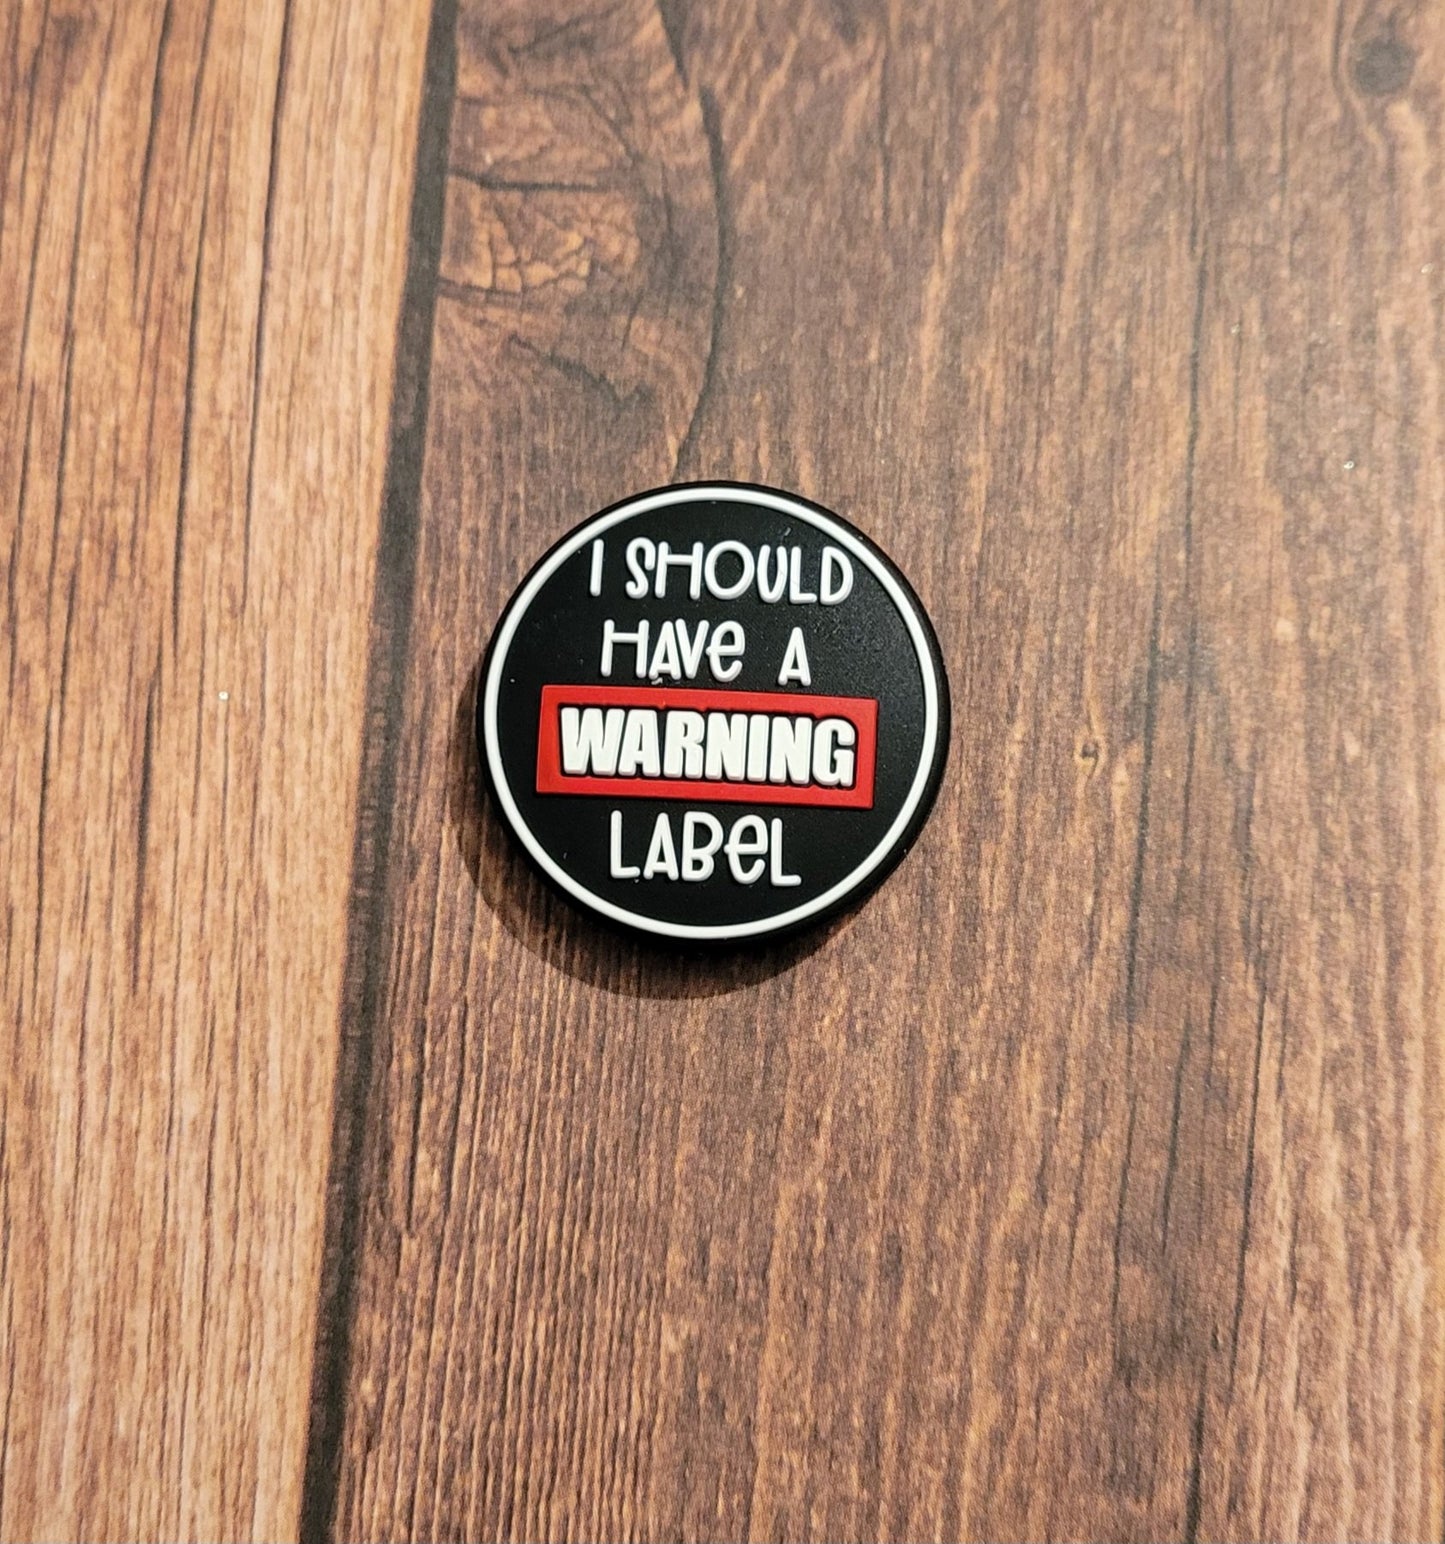 I SHOULD
HAVe A
WARNING
LABeL